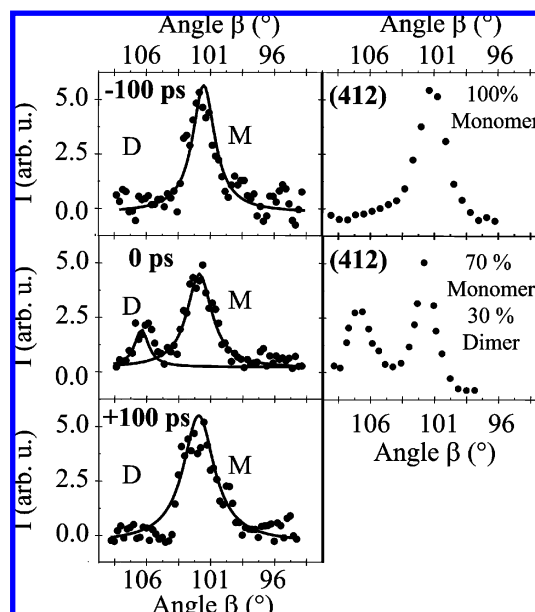 Angle β (°) Angle β (°)
106 101 96 106 101 96
-100 ps (412) 100%
Monomer
5.0
D M
2.5
0.0
I (arb. u.)
0 ps (412) 70 %
Monomer
30 %
Dimer
5.0
D M
2.5
0.0
I (arb. u.)
106 101 96
Angle β (°)
+100 ps
5.0
D M
2.5
0.0
I (arb. u.)
106 101 96
Angle β (°)